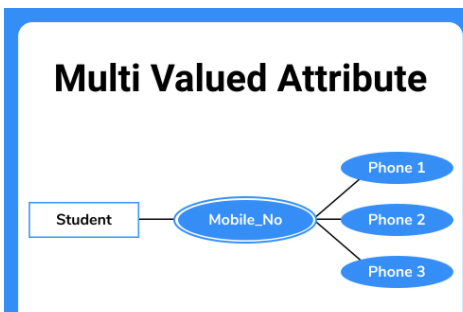 Multi Valued Attribute
Phone 1
Student
Mobile_No
Phone 2
Phone 3